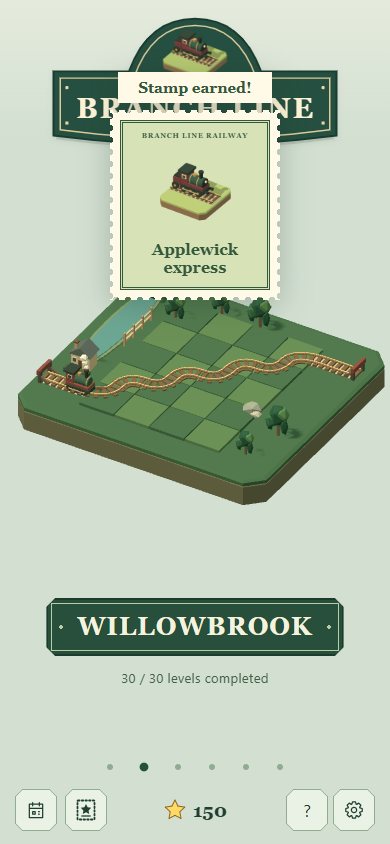 Stamp earned!
BRANCH LINE
BRANCH LINE RAILWAY
Applewick
express
WILLOWBROOK
30 / 30 levels completed
150
?